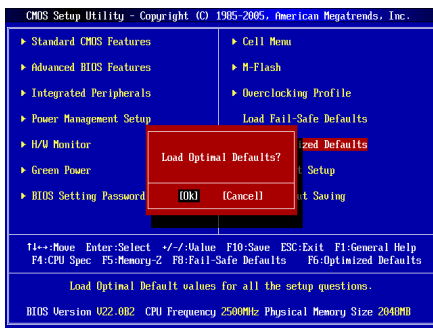 CMOS Setup Utility - Copyright (C) 1985-2005, American Megatrends, Inc.
▶ Standard CMOS Features
▶ Cell Menu
▶ Advanced BIOS Features
▶ M-Flash
▶ Integrated Peripherals
▶ Overclocking Profile
▶ Power Management Setup
Load Fail-Safe Defaults
▶ H/W Monitor
ized Defaults
▶ Green Power
t Setup
▶ BIOS Setting Password
ut Saving
Load Optimal Defaults?
[Ok] [Cancel]
↑↓←→:Move Enter:Select +/-/:Value F10:Save ESC:Exit F1:General Help
F4:CPU Spec F5:Memory-Z F8:Fail-Safe Defaults F6:Optimized Defaults
Load Optimal Default values for all the setup questions.
BIOS Version V22.0B2 CPU Frequency 2500MHz Physical Memory Size 2048MB